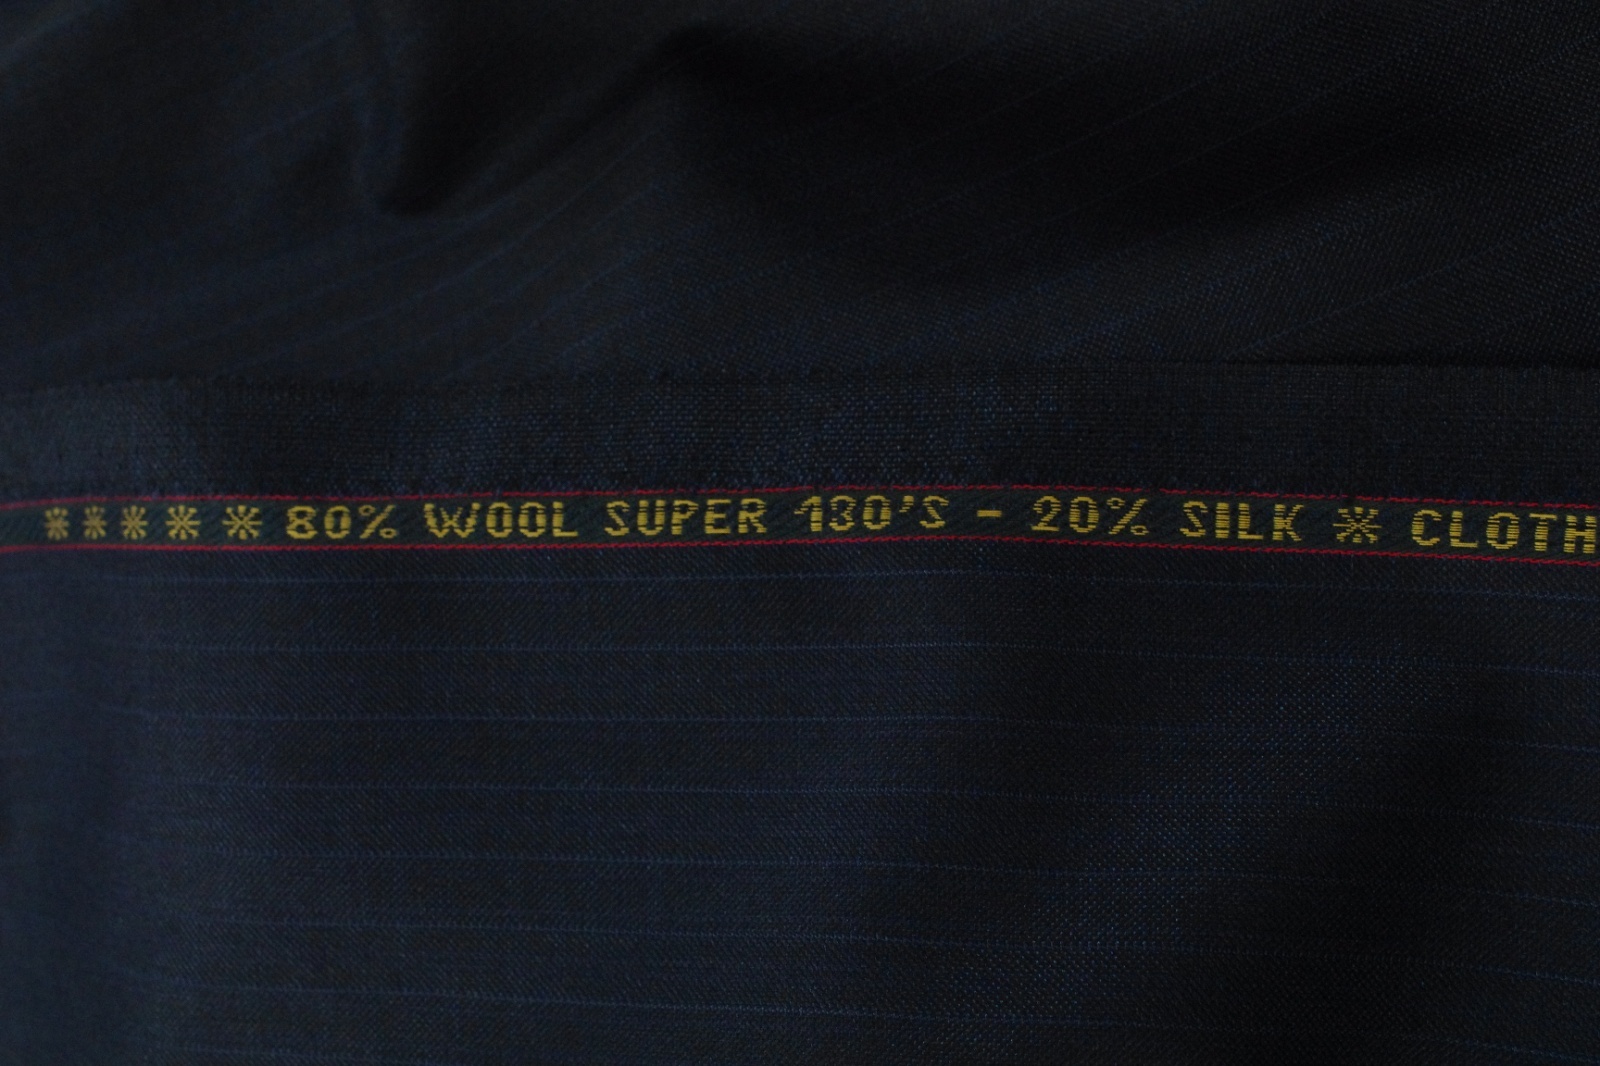 ***** 80% WOOL SUPER 130'S - 20% SILK * CLOTH